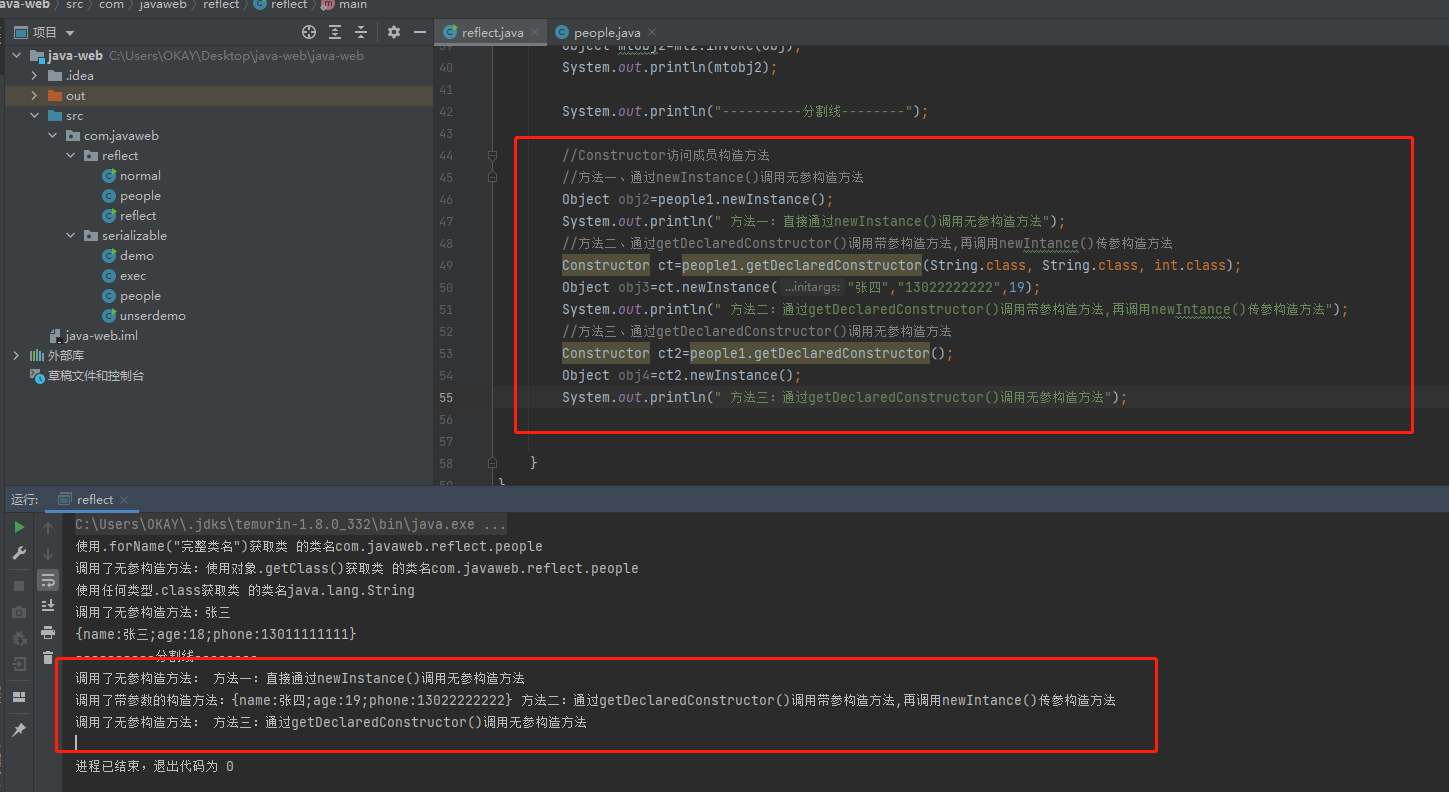 ava-web src com javaweb reflect reflect main
项目
reflect.java
people.java
java-web C:\Users\OKAY\Desktop\java-web\java-web
.idea
out
src
com.javaweb
reflect
normal
people
reflect
serializable
demo
exec
people
unserdemo
java-web.iml
外部库
草稿文件和控制台
39 Object mtobj2=mt2.invoke(obj);
40 System.out.println(mtobj2);
41
42 System.out.println("----------分割线--------");
43
44 //Constructor访问成员构造方法
45 //方法一、通过newInstance()调用无参构造方法
46 Object obj2=people1.newInstance();
47 System.out.println(" 方法一：直接通过newInstance()调用无参构造方法");
48 //方法二、通过getDeclaredConstructor()调用带参构造方法,再调用newIntance()传参构造方法
49 Constructor ct=people1.getDeclaredConstructor(String.class, String.class, int.class);
50 Object obj3=ct.newInstance( ...initargs: "张四","13022222222",19);
51 System.out.println(" 方法二：通过getDeclaredConstructor()调用带参构造方法,再调用newIntance()传参构造方法");
52 //方法三、通过getDeclaredConstructor()调用无参构造方法
53 Constructor ct2=people1.getDeclaredConstructor();
54 Object obj4=ct2.newInstance();
55 System.out.println(" 方法三：通过getDeclaredConstructor()调用无参构造方法");
56
57
58 }
59 }
运行: reflect
C:\Users\OKAY\.jdks\temurin-1.8.0_332\bin\java.exe ...
使用.forName("完整类名")获取类 的类名com.javaweb.reflect.people
调用了无参构造方法：使用对象.getClass()获取类 的类名com.javaweb.reflect.people
使用任何类型.class获取类 的类名java.lang.String
调用了无参构造方法：张三
{name:张三;age:18;phone:13011111111}
----------分割线--------
调用了无参构造方法： 方法一：直接通过newInstance()调用无参构造方法
调用了带参数的构造方法：{name:张四;age:19;phone:13022222222} 方法二：通过getDeclaredConstructor()调用带参构造方法,再调用newIntance()传参构造方法
调用了无参构造方法： 方法三：通过getDeclaredConstructor()调用无参构造方法
进程已结束，退出代码为 0